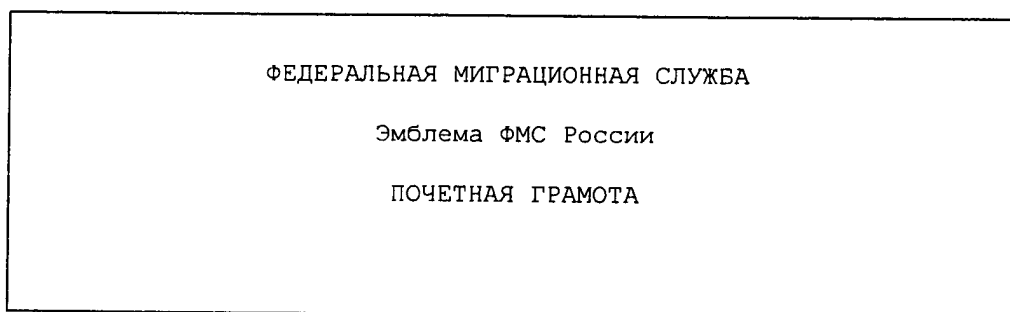 ФЕДЕРАЛЬНАЯ МИГРАЦИОННАЯ СЛУЖБА
Эмблема ФМС России
ПОЧЕТНАЯ ГРАМОТА